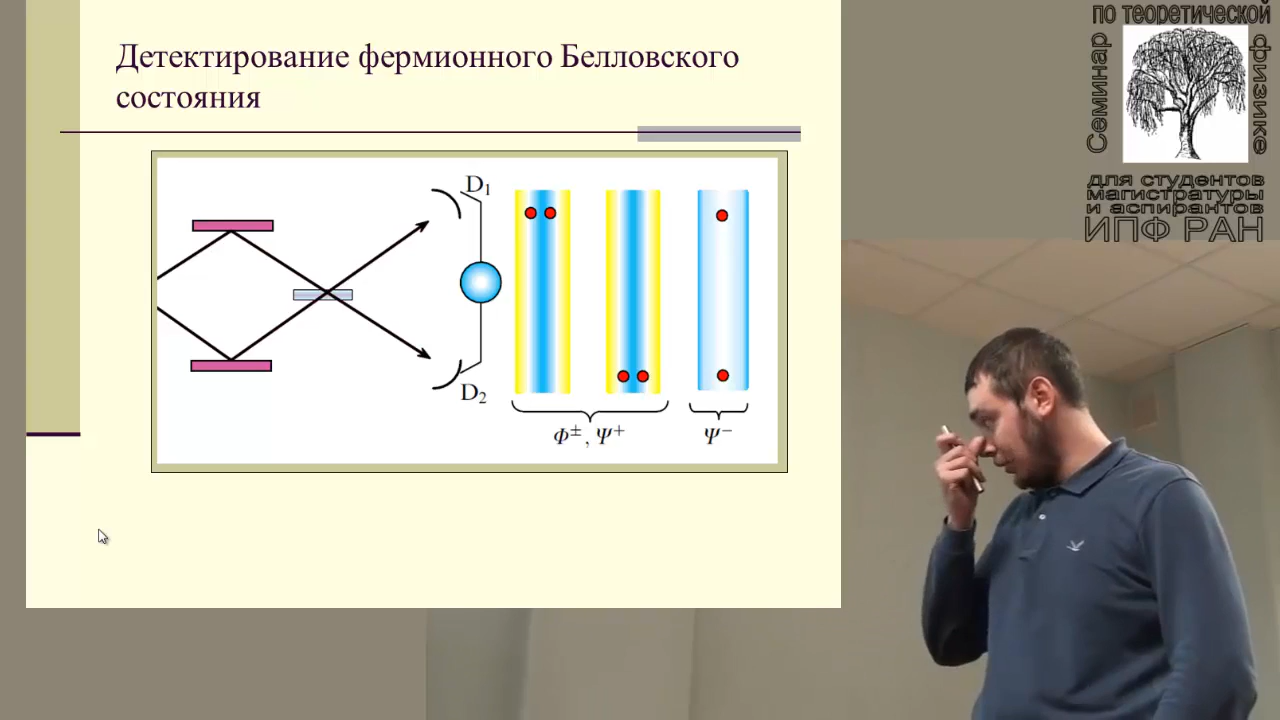 Детектирование фермионного Белловского
состояния
D₁
D₂
Φ±, Ψ+
Ψ−
Семинар
по теоретической
физике
для студентов
магистратуры
и аспирантов
ИПФ РАН